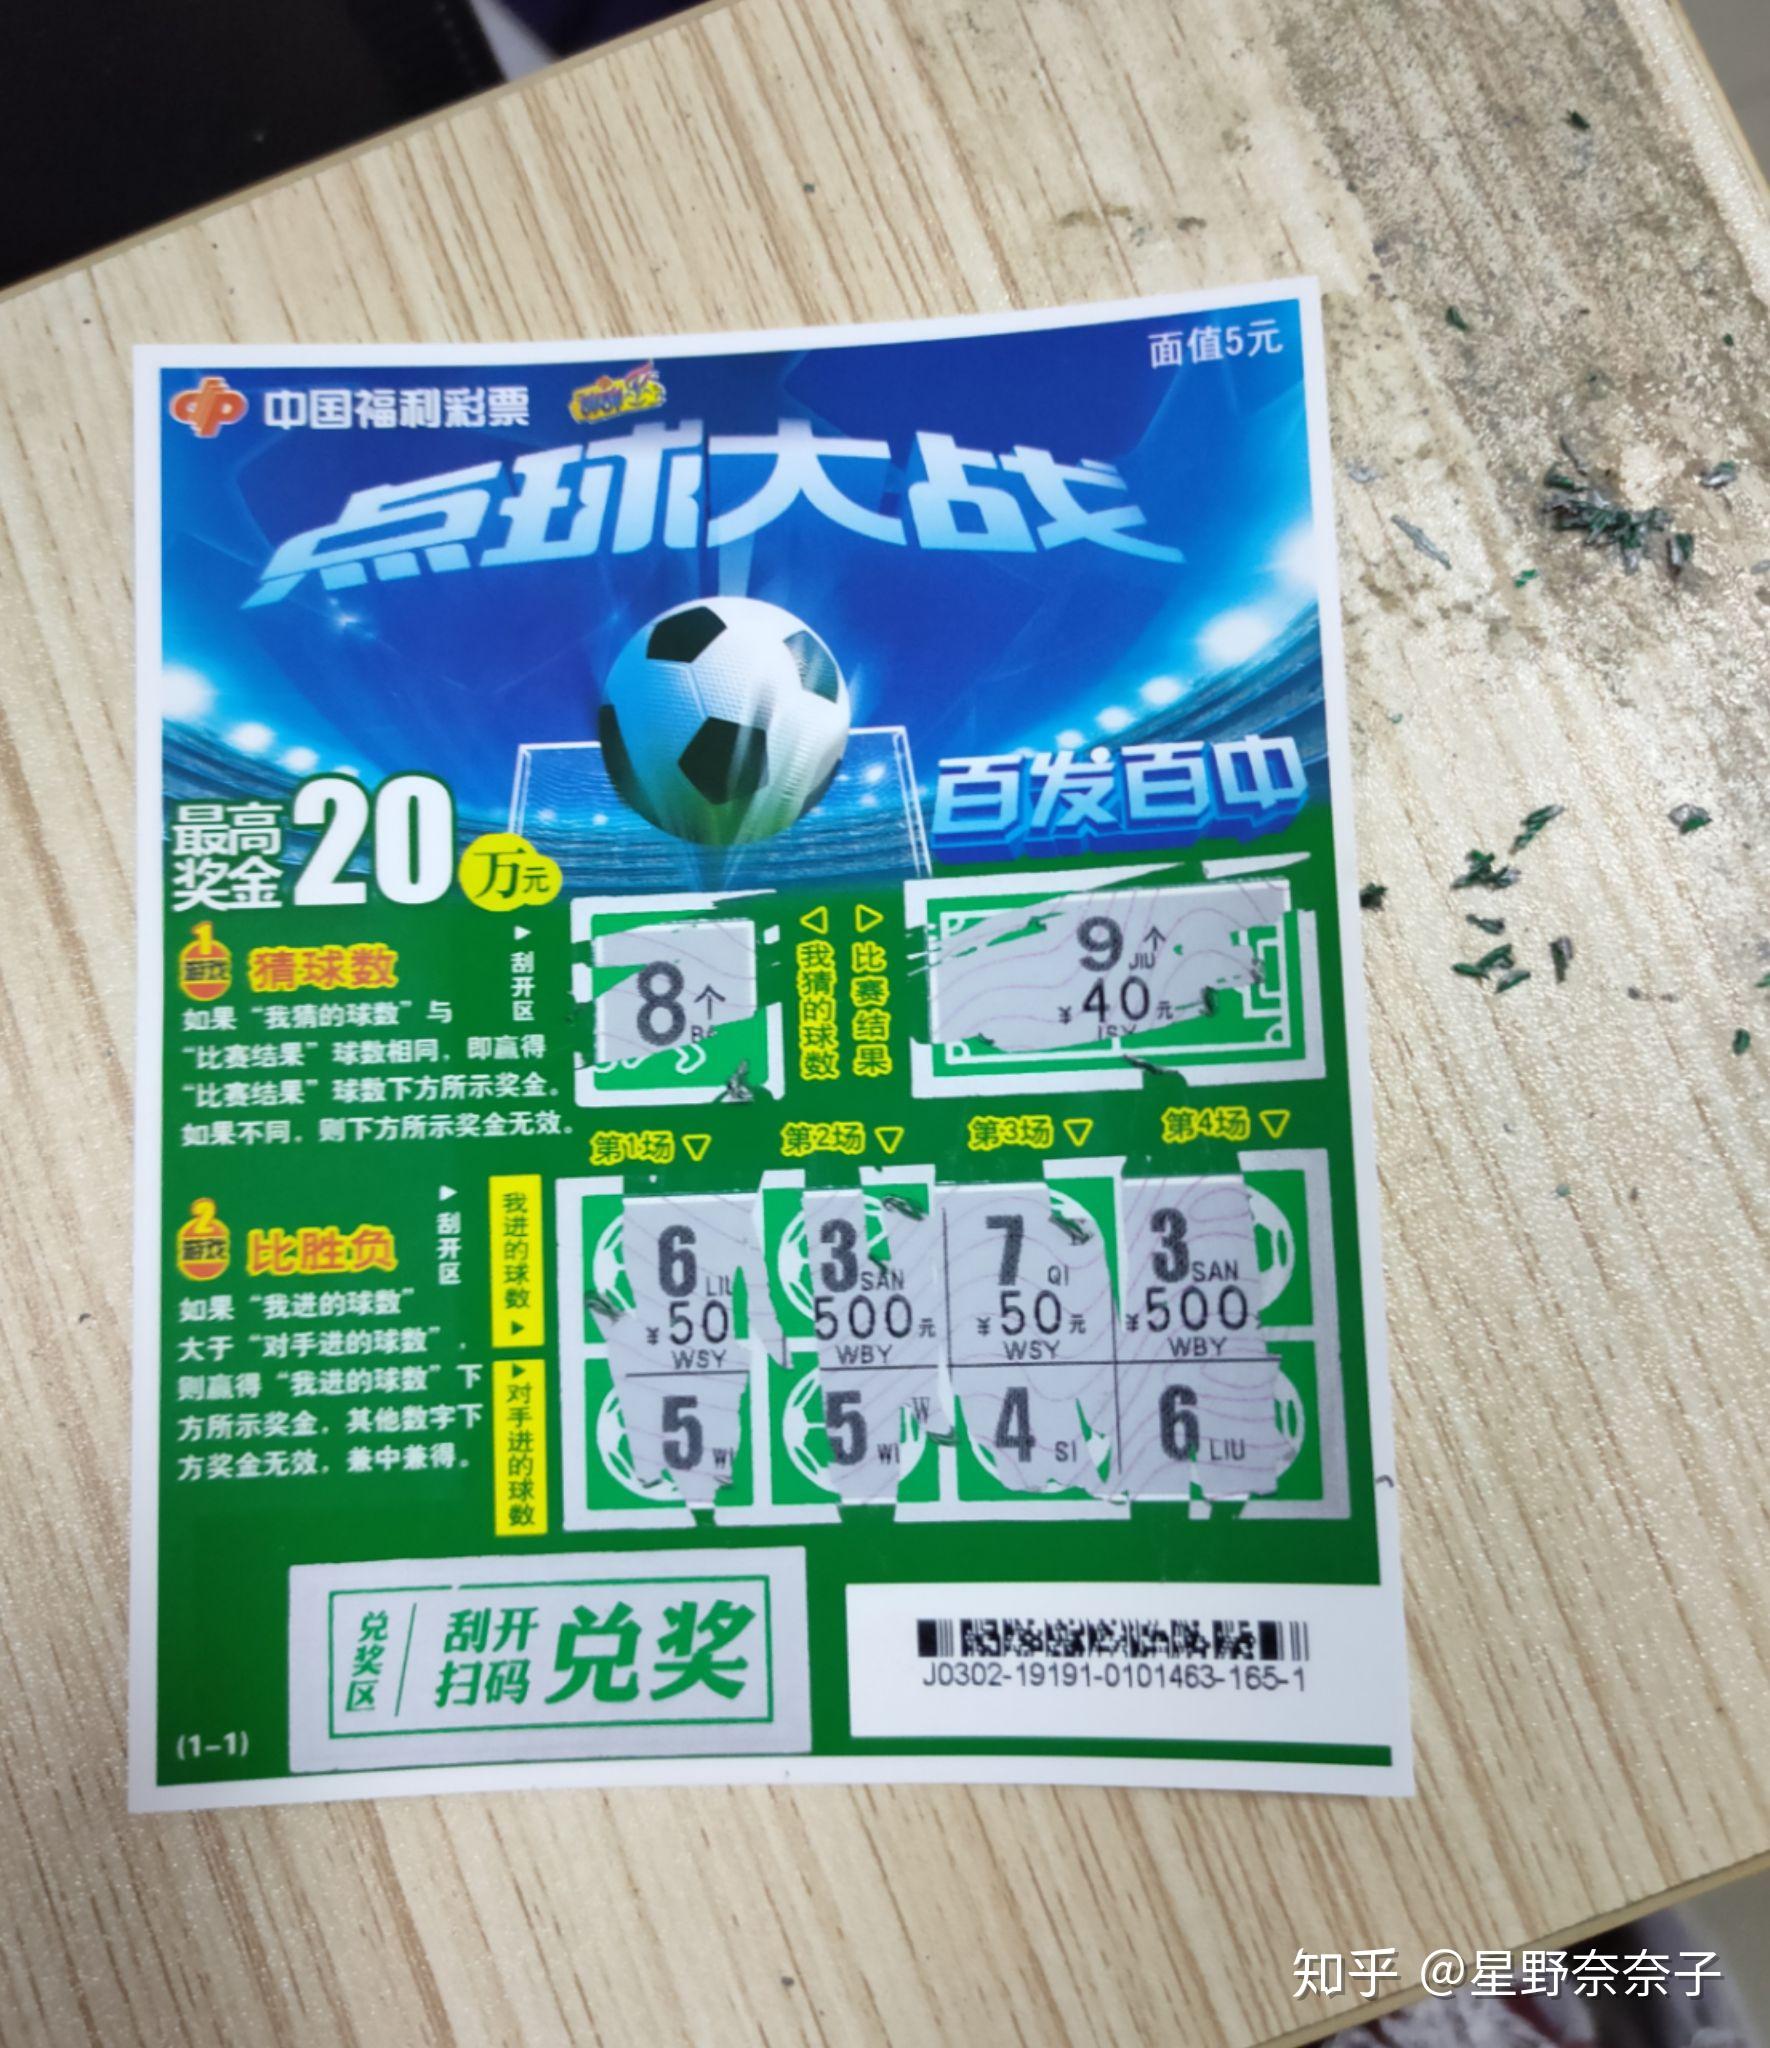 面值5元
中国福利彩票
点球大战
百发百中
最高
奖金20万元
1
游戏
猜球数
如果“我猜的球数”与
“比赛结果”球数相同，即赢得
“比赛结果”球数下方所示奖金。
如果不同，则下方所示奖金无效。
刮开区
8个
我猜的球数
比赛结果
9个
JIU
¥40元
第1场
第2场
第3场
第4场
2
游戏
比胜负
如果“我进的球数”
大于“对手进的球数”，
则赢得“我进的球数”下
方所示奖金，其他数字下
方奖金无效，兼中兼得。
刮开区
我进的球数
6 3 7 3
LIU SAN QI SAN
¥50 500元 ¥50元 ¥500
WSY WBY WSY WBY
对手进的球数
5 5 4 6
WI WI SI LIU
兑奖区
刮开
扫码
兑奖
J0302-19191-0101463-165-1
(1-1)
知乎 @星野奈奈子